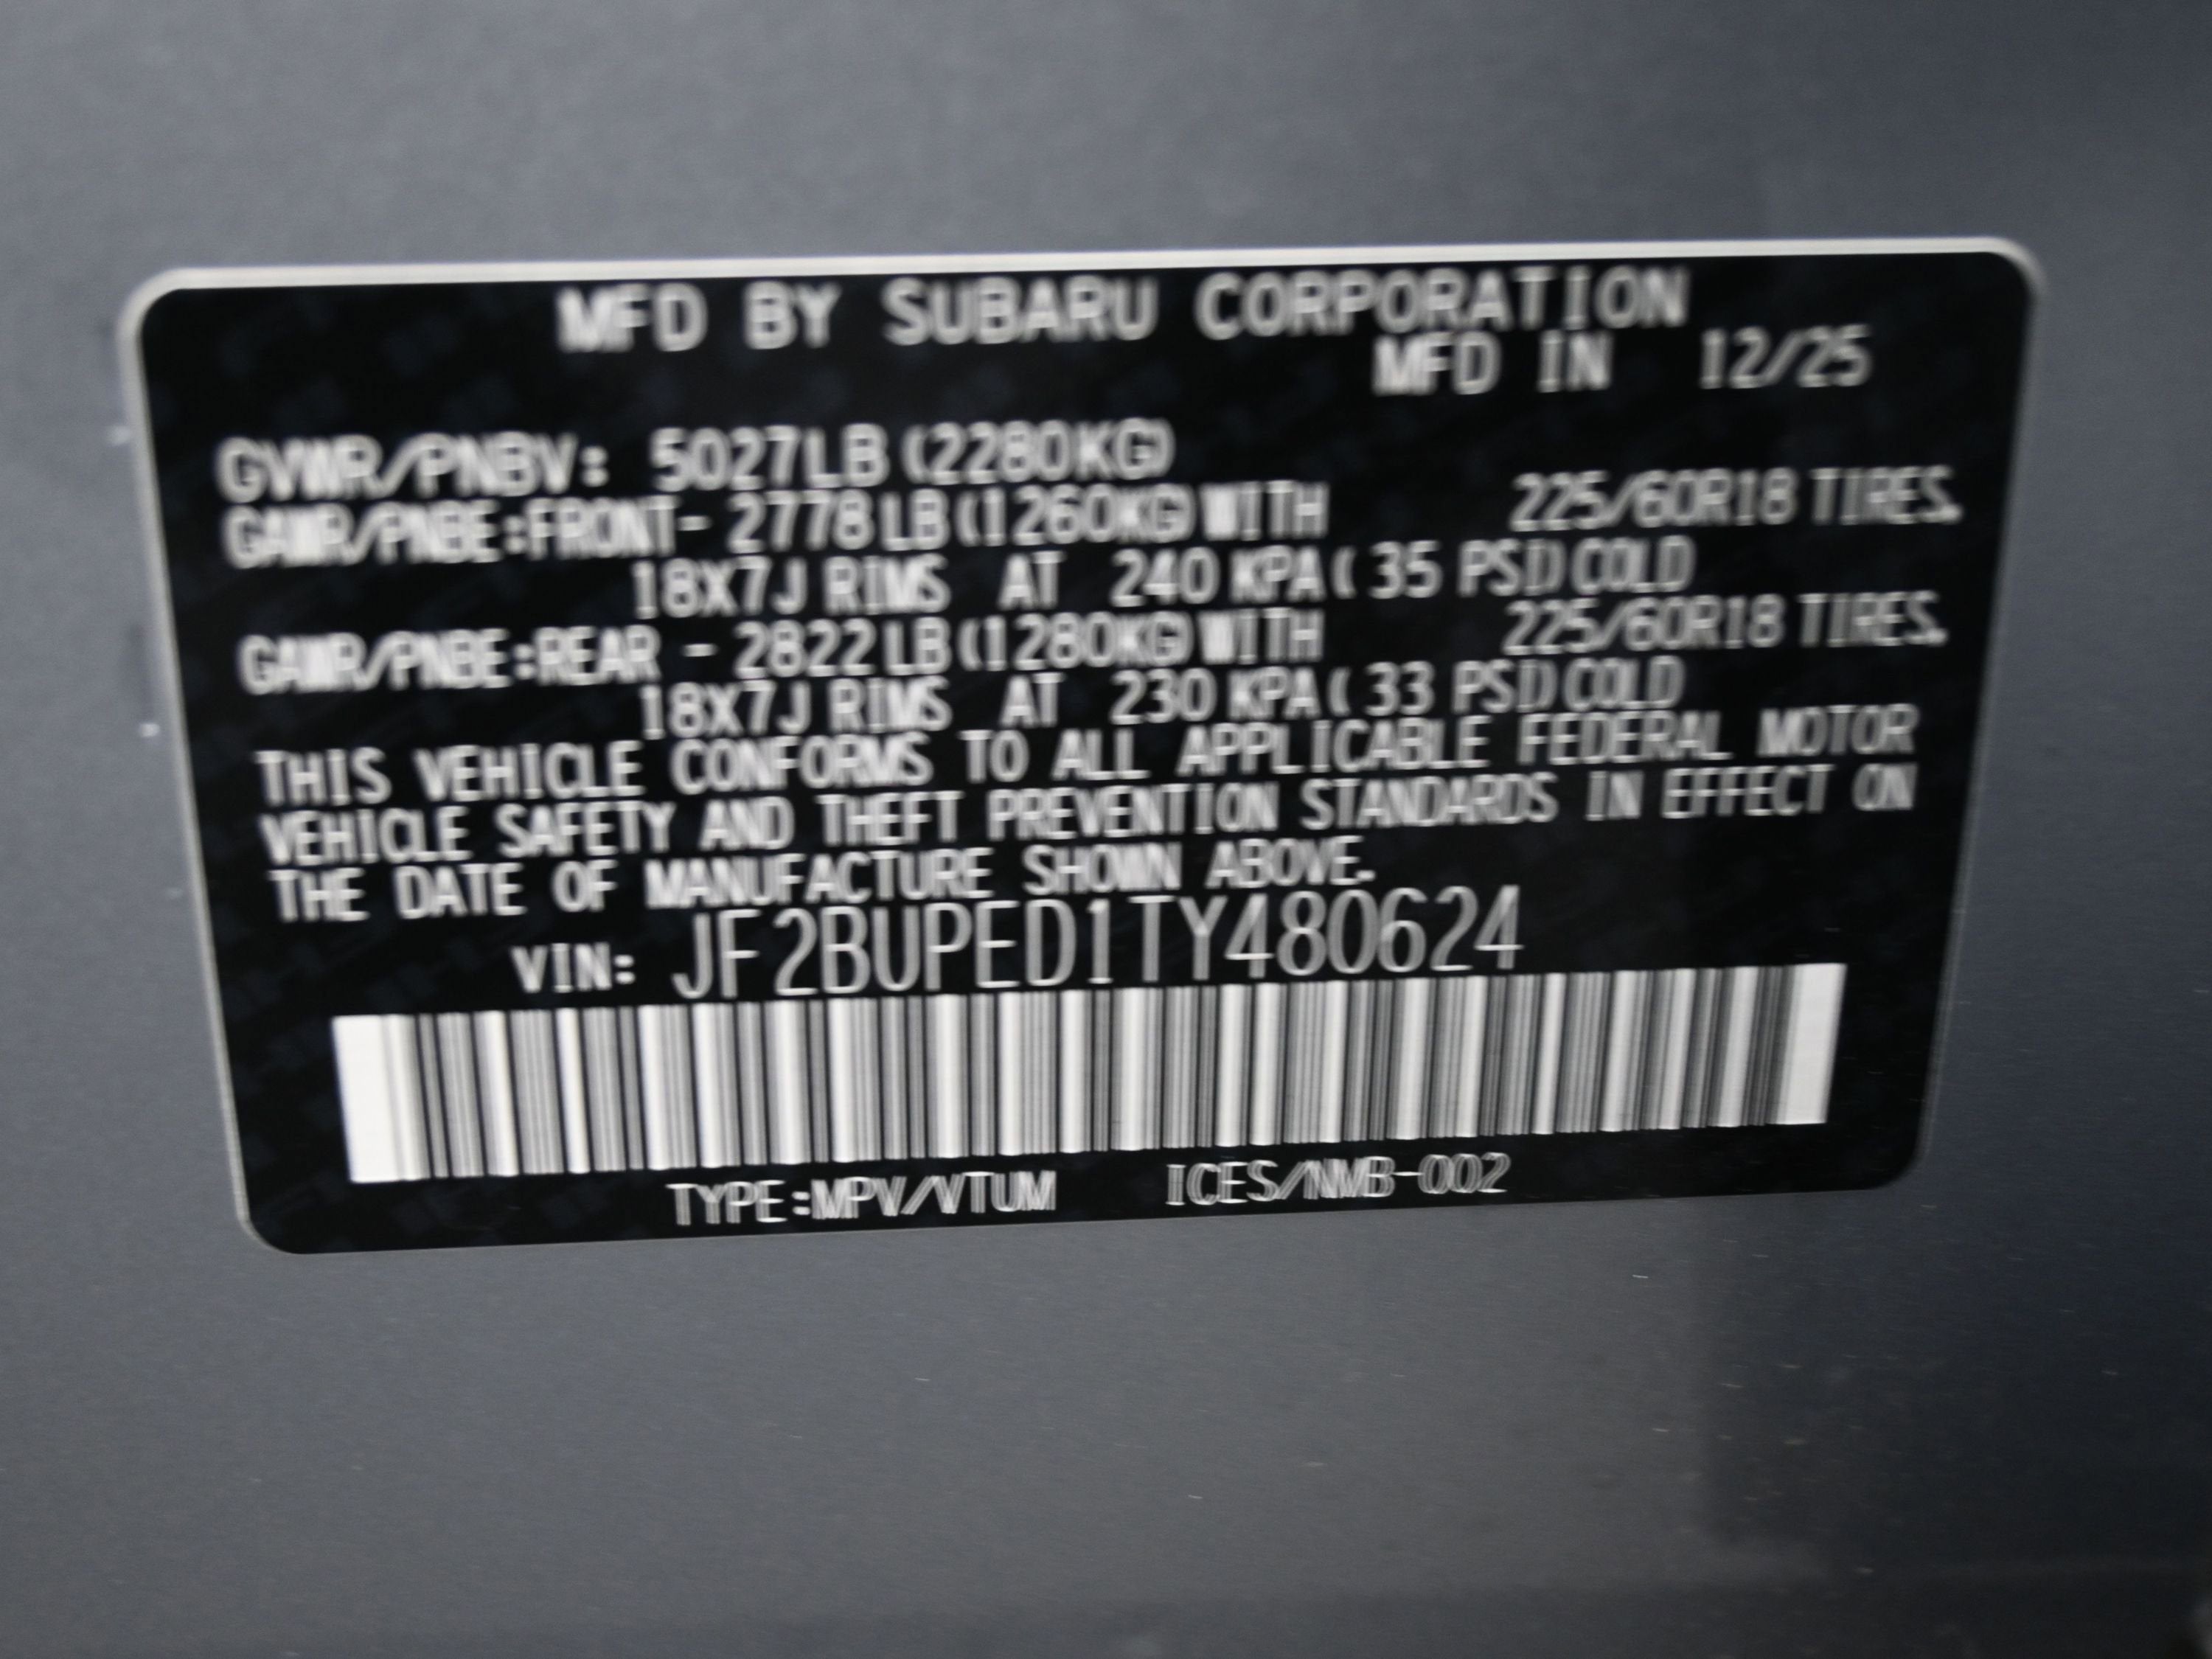 MFD BY SUBARU CORPORATION
MFD IN 12/25
GVWR/PNBV: 5027LB (2280KG)
GAWR/PNBE:FRONT- 2778LB(1260KG)WITH 225/60R18 TIRES.
18X7J RIMS AT 240 KPA( 35 PSI)COLD
GAWR/PNBE:REAR - 2822LB(1280KG)WITH 225/60R18 TIRES.
18X7J RIMS AT 230 KPA( 33 PSI)COLD
THIS VEHICLE CONFORMS TO ALL APPLICABLE FEDERAL MOTOR
VEHICLE SAFETY AND THEFT PREVENTION STANDARDS IN EFFECT ON
THE DATE OF MANUFACTURE SHOWN ABOVE.
VIN: JF2BUPED1TY480624
TYPE:MPV/VTUM ICES/NMB-002